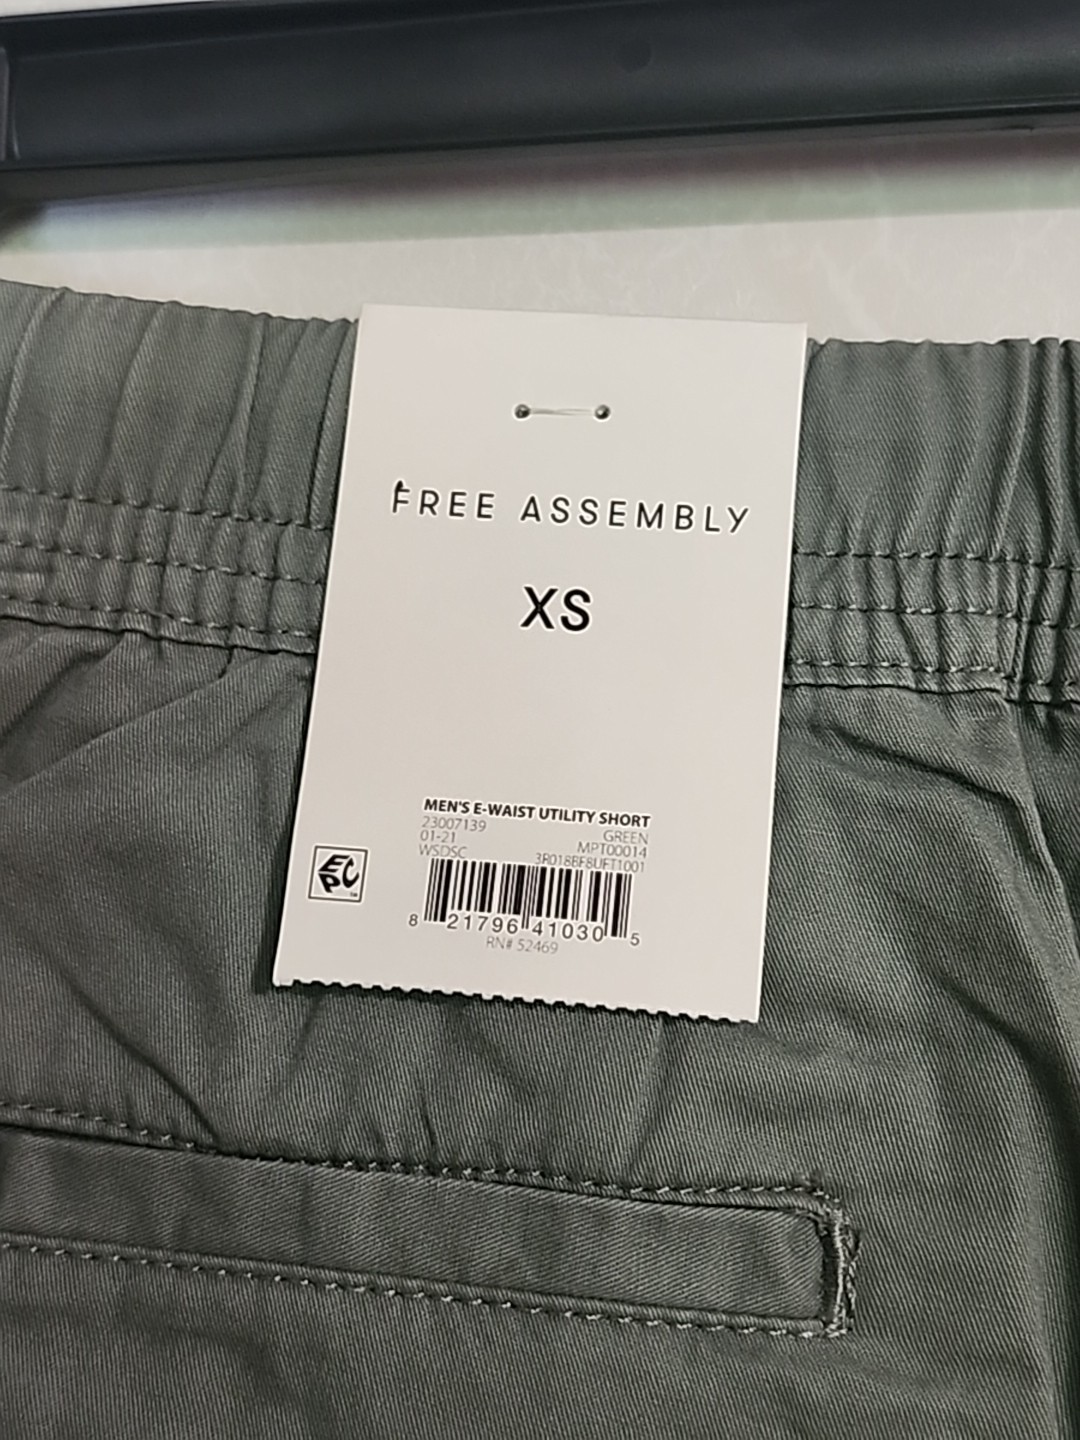 FREE ASSEMBLY
XS
MEN'S E-WAIST UTILITY SHORT
23007139 GREEN
01-21 MPT00014
WSDSC 3R018BF8UFT1001
EPC
8 21796 41030 5
RN# 52469